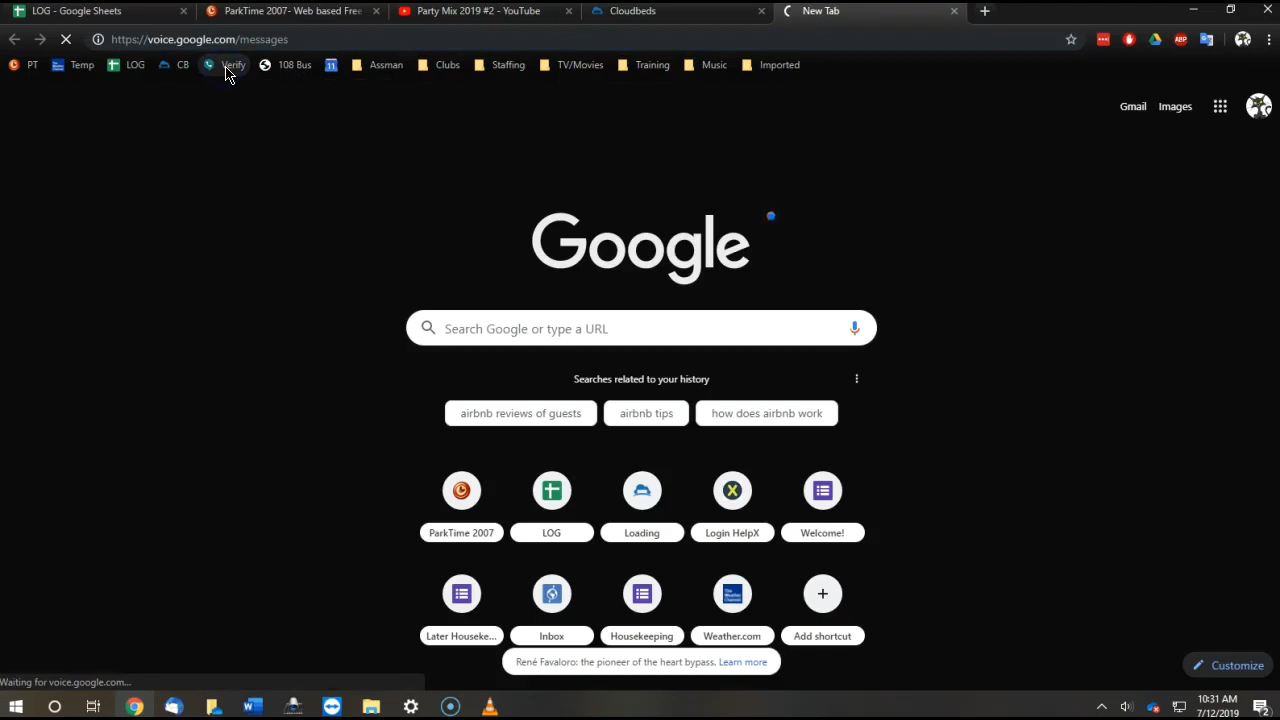 LOG - Google Sheets
ParkTime 2007- Web based Free
Party Mix 2019 #2 - YouTube
Cloudbeds
New Tab
https://voice.google.com/messages
PT
Temp
LOG
CB
Verify
108 Bus
11
Assman
Clubs
Staffing
TV/Movies
Training
Music
Imported
Gmail
Images
Google
Search Google or type a URL
Searches related to your history
airbnb reviews of guests
airbnb tips
how does airbnb work
ParkTime 2007
LOG
Loading
Login HelpX
Welcome!
Later Houseke...
Inbox
Housekeeping
Weather.com
Add shortcut
René Favaloro: the pioneer of the heart bypass. Learn more
Customize
Waiting for voice.google.com...
10:31 AM
7/12/2019